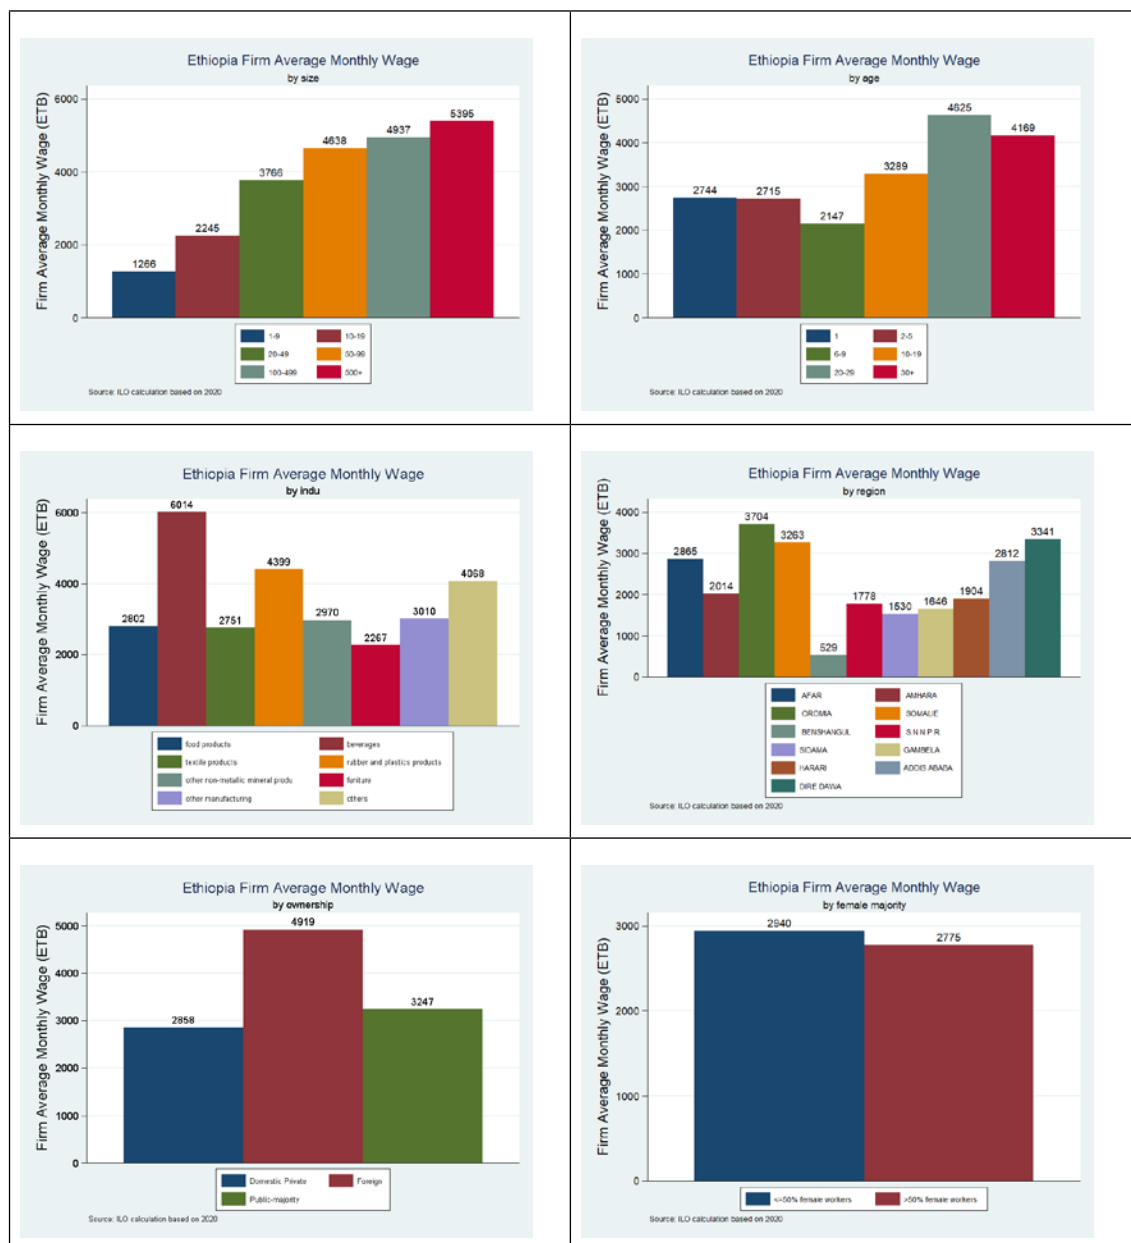 Ethiopia Firm Average Monthly Wage
by size
Firm Average Monthly Wage (ETB)
6000
4000
2000
0
1266
2245
3766
4638
4937
5395
1-9
10-19
20-49
50-99
100-499
500+
Source: ILO calculation based on 2020
Ethiopia Firm Average Monthly Wage
by age
Firm Average Monthly Wage (ETB)
5000
4000
3000
2000
1000
0
2744
2715
2147
3289
4625
4169
1
2-5
6-9
10-19
20-29
30+
Source: ILO calculation based on 2020
Ethiopia Firm Average Monthly Wage
by indu
Firm Average Monthly Wage (ETB)
6000
4000
2000
0
2802
6014
2751
4399
2970
2267
3010
4068
food products
beverages
textile products
rubber and plastics products
other non-metallic mineral produ
funiture
other manufacturing
others
Ethiopia Firm Average Monthly Wage
by region
Firm Average Monthly Wage (ETB)
4000
3000
2000
1000
0
2865
2014
3704
3263
529
1778
1530
1646
1904
2812
3341
AFAR
AMHARA
OROMIA
SOMALIE
BENSHANGUL
S.N.N.P.R.
SIDAMA
GAMBELA
HARARI
ADDIS ABABA
DIRE DAWA
Source: ILO calculation based on 2020
Ethiopia Firm Average Monthly Wage
by ownership
Firm Average Monthly Wage (ETB)
5000
4000
3000
2000
1000
0
2858
4919
3247
Domestic Private
Foreign
Public-majority
Source: ILO calculation based on 2020
Ethiopia Firm Average Monthly Wage
by female majority
Firm Average Monthly Wage (ETB)
3000
2000
1000
0
2940
2775
<=50% female workers
>50% female workers
Source: ILO calculation based on 2020